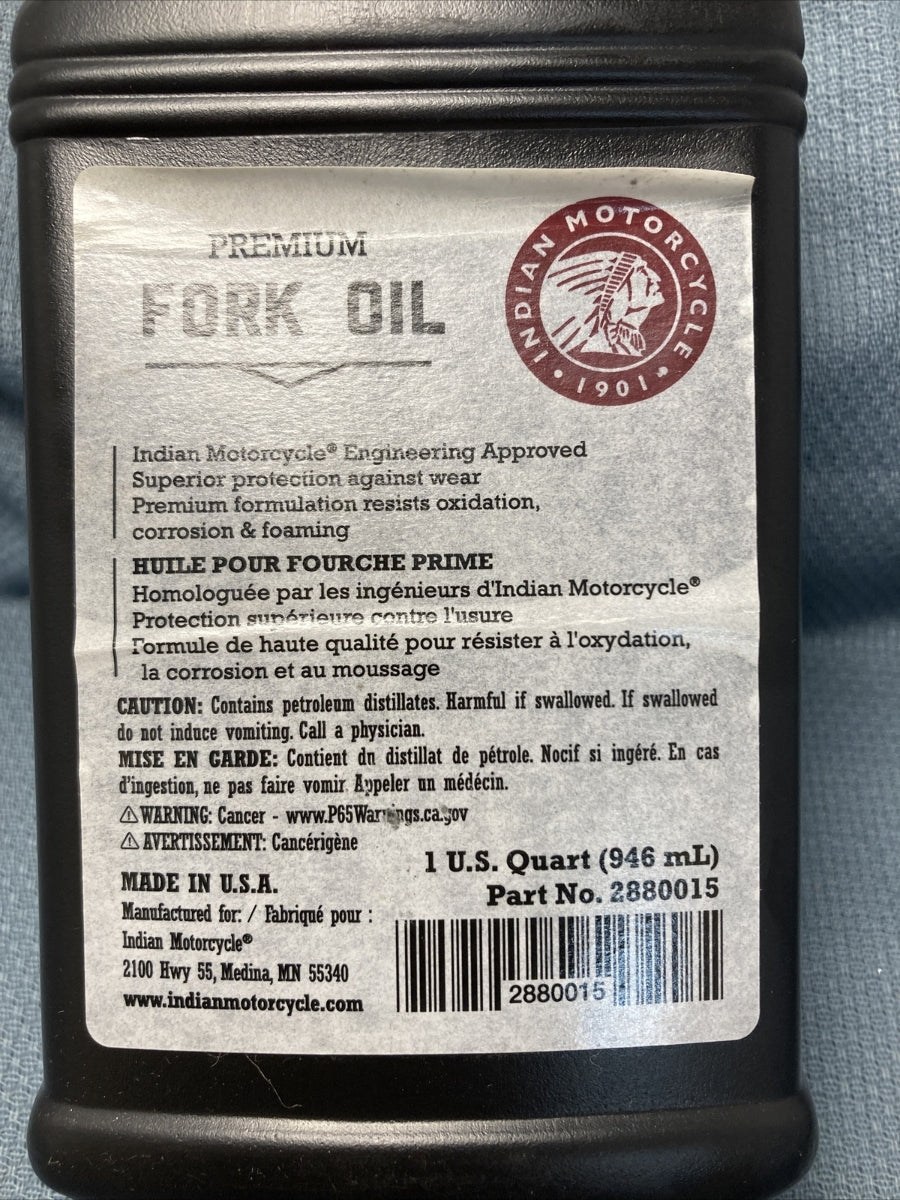 PREMIUM
FORK OIL
INDIAN MOTORCYCLE
1901
Indian Motorcycle® Engineering Approved
Superior protection against wear
Premium formulation resists oxidation,
corrosion & foaming
HUILE POUR FOURCHE PRIME
Homologuée par les ingénieurs d'Indian Motorcycle®
Protection supérieure contre l'usure
Formule de haute qualité pour résister à l'oxydation,
la corrosion et au moussage
CAUTION: Contains petroleum distillates. Harmful if swallowed. If swallowed
do not induce vomiting. Call a physician.
MISE EN GARDE: Contient dn distillat de pétrole. Nocif si ingéré. En cas
d'ingestion, ne pas faire vomir. Appeler un médécin.
⚠ WARNING: Cancer - www.P65Warnings.ca.gov
⚠ AVERTISSEMENT: Cancérigène
1 U.S. Quart (946 mL)
Part No. 2880015
MADE IN U.S.A.
Manufactured for: / Fabriqué pour :
Indian Motorcycle®
2100 Hwy 55, Medina, MN 55340
www.indianmotorcycle.com
2880015